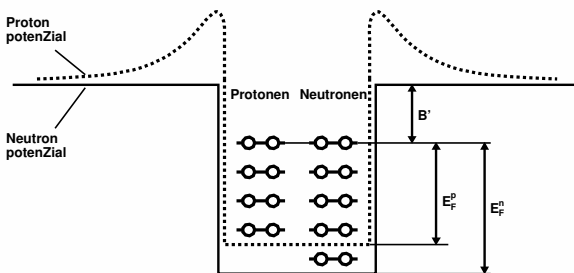 Proton
potenZial
Neutron
potenZial
Protonen Neutronen
B'
E_F^p
E_F^n